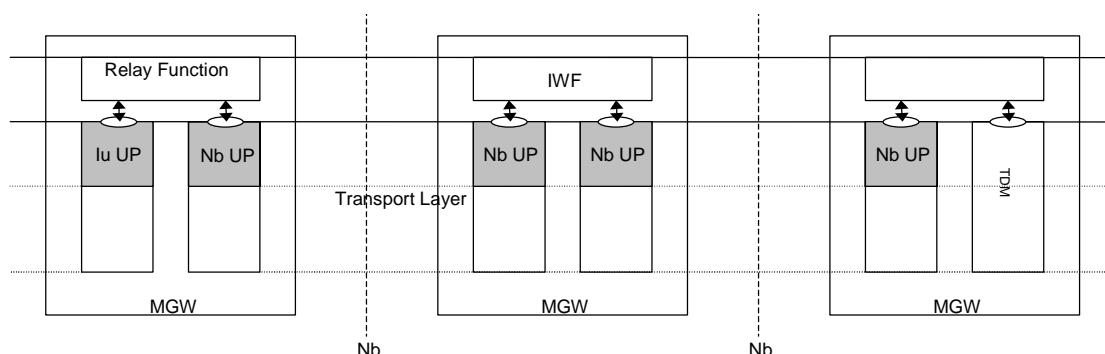 Relay Function
IWF
Iu UP
Nb UP
Nb UP
Nb UP
Nb UP
TDM
Transport Layer
MGW
MGW
MGW
Nb
Nb